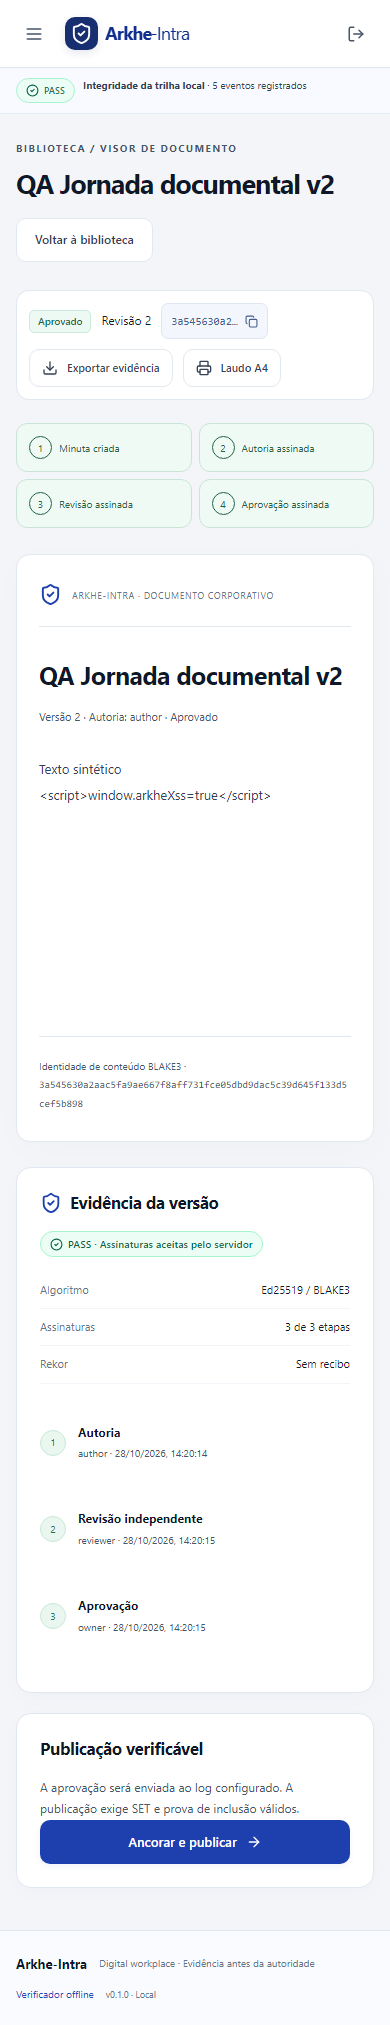 Arkhe-Intra
PASS Integridade da trilha local · 5 eventos registrados
BIBLIOTECA / VISOR DE DOCUMENTO
QA Jornada documental v2
Voltar à biblioteca
Aprovado Revisão 2 3a545630a2…
Exportar evidência Laudo A4
1 Minuta criada 2 Autoria assinada
3 Revisão assinada 4 Aprovação assinada
ARKHE-INTRA · DOCUMENTO CORPORATIVO
QA Jornada documental v2
Versão 2 · Autoria: author · Aprovado
Texto sintético
<script>window.arkheXss=true</script>
Identidade de conteúdo BLAKE3 ·
3a545630a2aac5fa9ae667f8aff731fce05dbd9dac5c39d645f133d5
cef5b898
Evidência da versão
PASS · Assinaturas aceitas pelo servidor
Algoritmo Ed25519 / BLAKE3
Assinaturas 3 de 3 etapas
Rekor Sem recibo
1 Autoria
author · 28/10/2026, 14:20:14
2 Revisão independente
reviewer · 28/10/2026, 14:20:15
3 Aprovação
owner · 28/10/2026, 14:20:15
Publicação verificável
A aprovação será enviada ao log configurado. A
publicação exige SET e prova de inclusão válidos.
Ancorar e publicar
Arkhe-Intra Digital workplace · Evidência antes da autoridade
Verificador offline v0.1.0 · Local